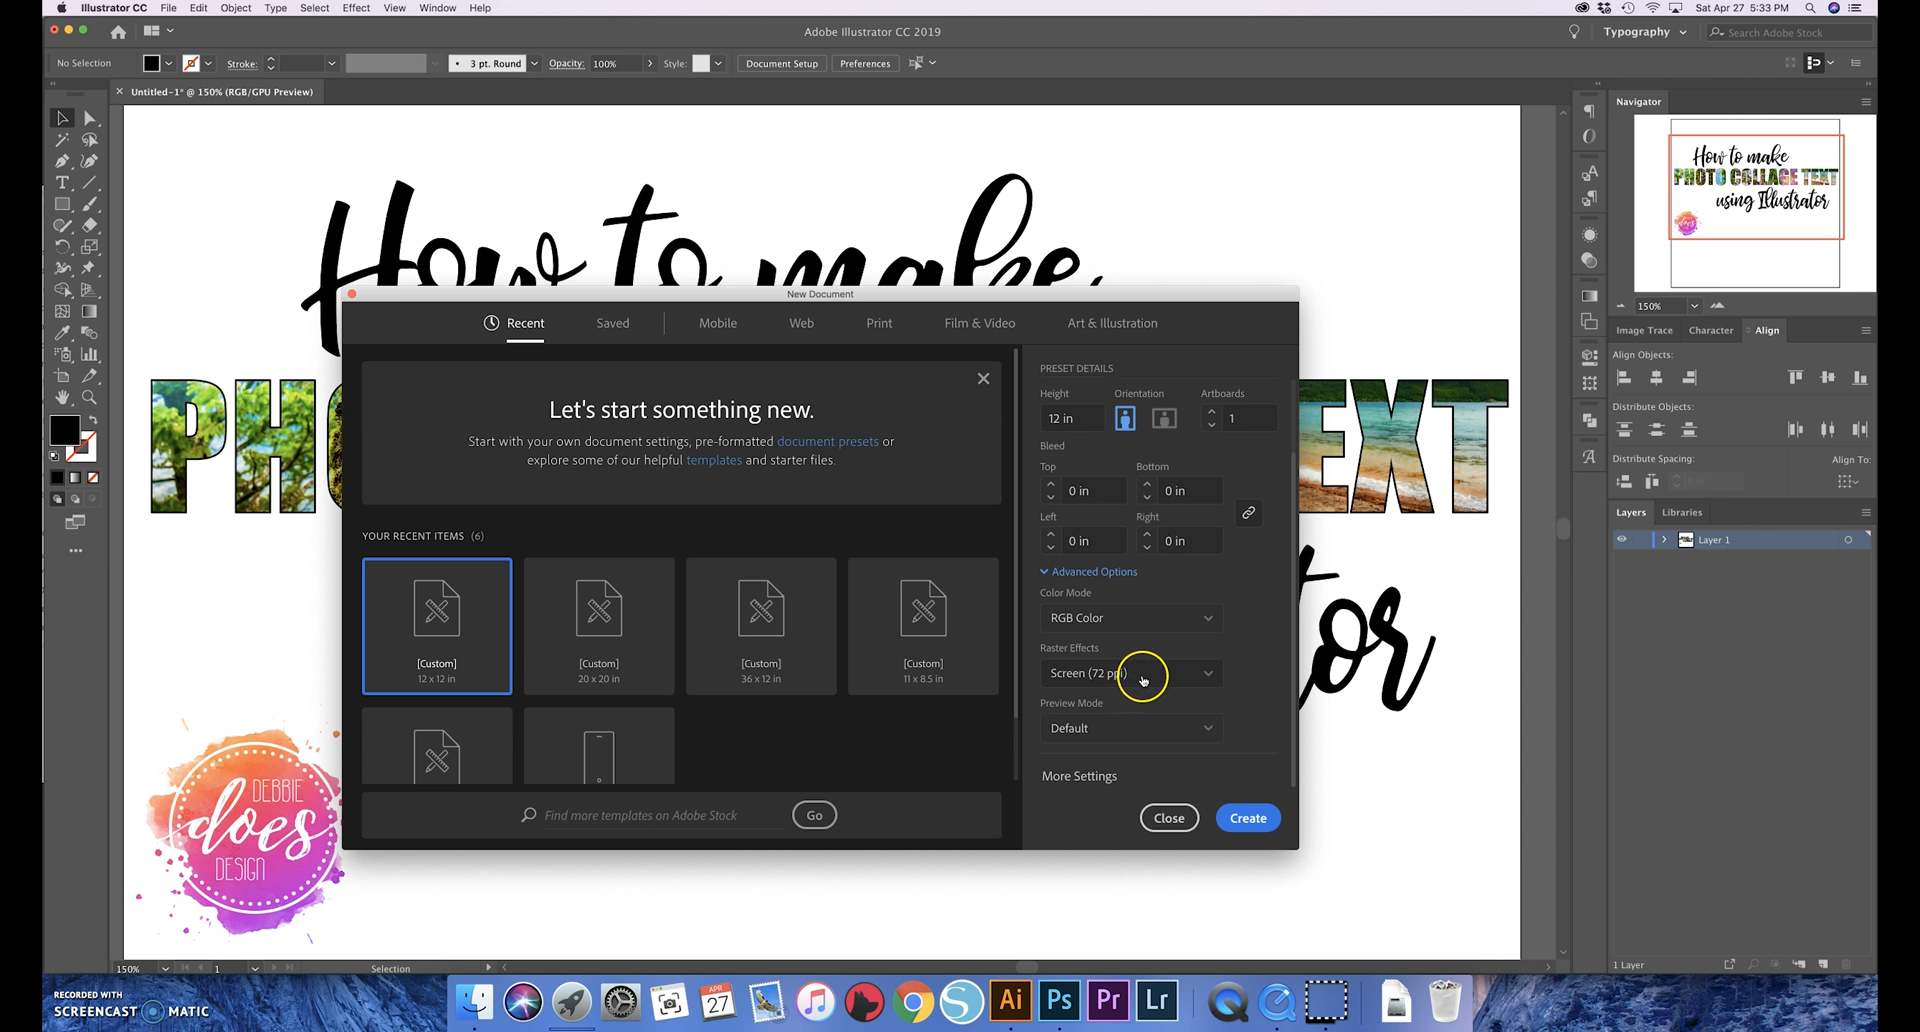 Illustrator CC File Edit Object Type Select Effect View Window Help
Sat Apr 27 5:33 PM
Adobe Illustrator CC 2019
Typography
Search Adobe Stock
No Selection
Stroke:
3 pt. Round
Opacity: 100%
Style:
Document Setup
Preferences
Untitled-1* @ 150% (RGB/GPU Preview)
How to make
PHO
EXT
tor
DEBBIE
does
DESIGN
New Document
Recent Saved Mobile Web Print Film & Video Art & Illustration
Let's start something new.
Start with your own document settings, pre-formatted document presets or
explore some of our helpful templates and starter files.
YOUR RECENT ITEMS (6)
[Custom] [Custom] [Custom] [Custom]
12 x 12 in 20 x 20 in 36 x 12 in 11 x 8.5 in
Find more templates on Adobe Stock
Go
PRESET DETAILS
Height Orientation Artboards
12 in 1
Bleed
Top Bottom
0 in 0 in
Left Right
0 in 0 in
Advanced Options
Color Mode
RGB Color
Raster Effects
Screen (72 ppi)
Preview Mode
Default
More Settings
Close Create
Navigator
How to make
PHOTO COLLAGE TEXT
using Illustrator
150%
Image Trace Character Align
Align Objects:
Distribute Objects:
Distribute Spacing: Align To:
0 in
Layers Libraries
Layer 1
1 Layer
150% 1 Selection
RECORDED WITH
SCREENCAST MATIC
APR
27
Ai Ps Pr Lr